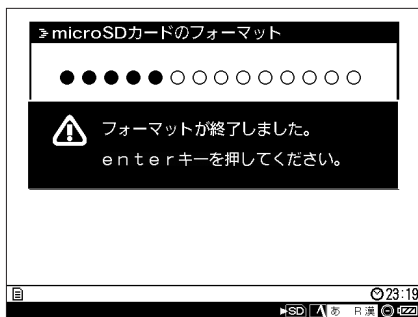 microSDカードのフォーマット
フォーマットが終了しました。
enterキーを押してください。
23:19
SD あ R漢